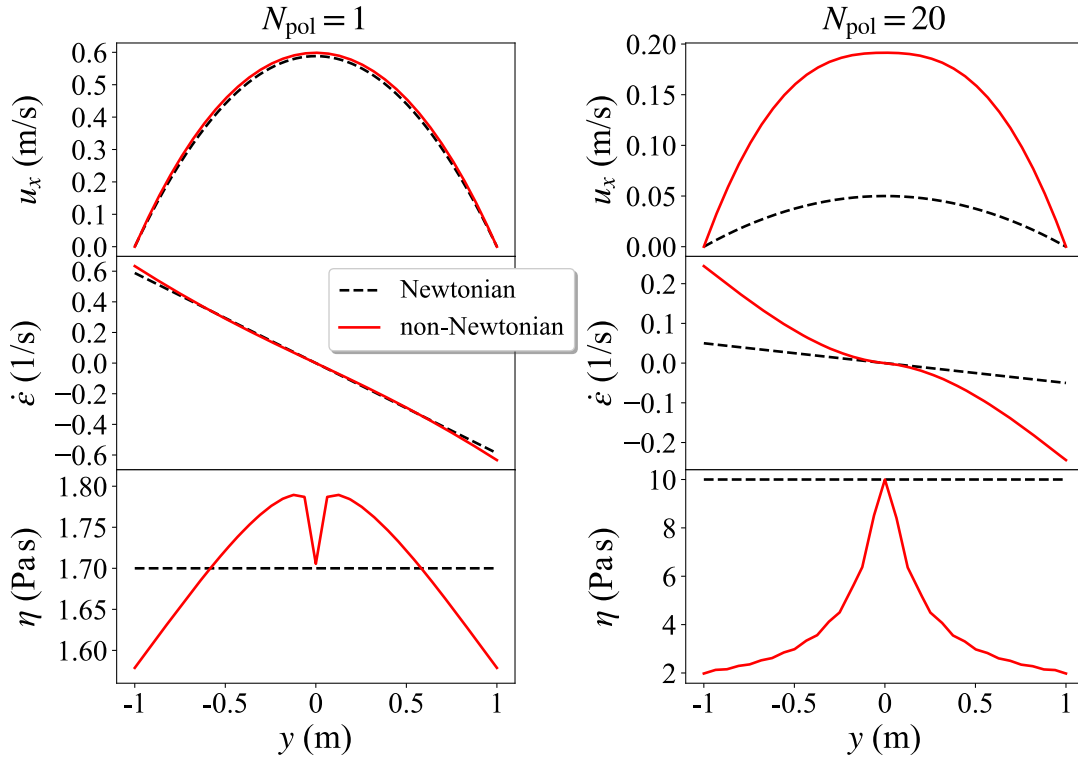 N_pol = 1
N_pol = 20
0.6
0.5
0.4
0.3
0.2
0.1
0.0
u_x (m/s)
0.20
0.15
0.10
0.05
0.00
u_x (m/s)
0.6
0.4
0.2
0.0
−0.2
−0.4
−0.6
ε̇ (1/s)
Newtonian
non-Newtonian
0.2
0.1
0.0
−0.1
−0.2
ε̇ (1/s)
1.80
1.75
1.70
1.65
1.60
η (Pa s)
10
8
6
4
2
η (Pa s)
-1 -0.5 0 0.5 1
y (m)
-1 -0.5 0 0.5 1
y (m)